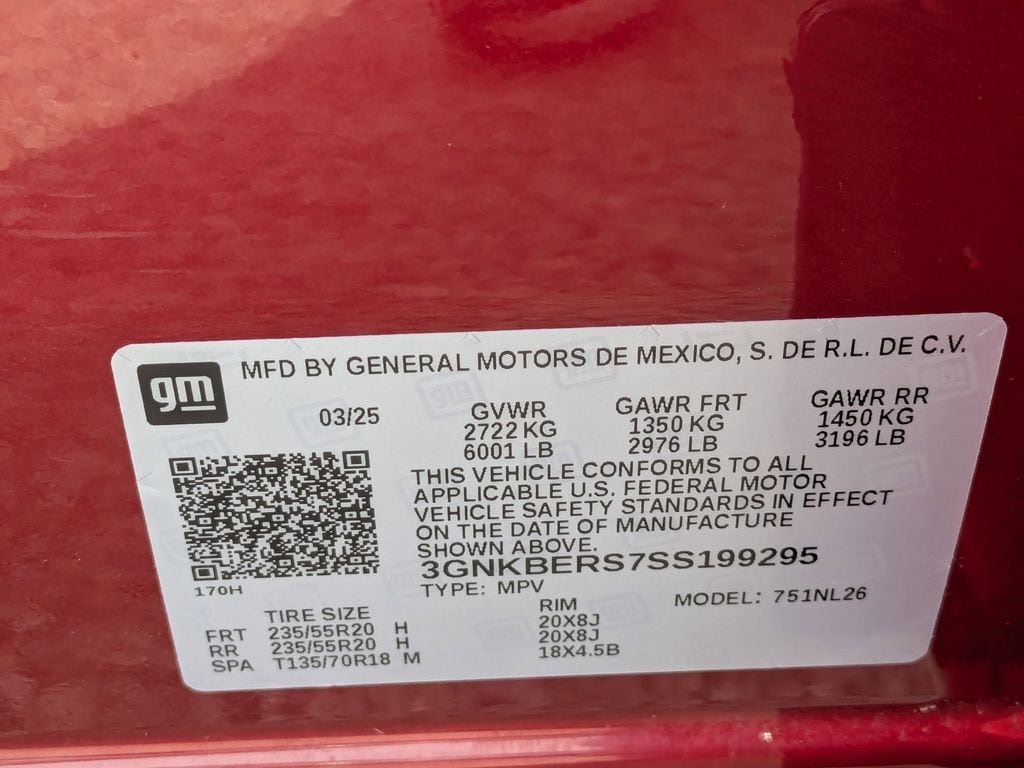 gm
MFD BY GENERAL MOTORS DE MEXICO, S. DE R.L. DE C.V.
03/25 GVWR GAWR FRT GAWR RR
2722 KG 1350 KG 1450 KG
6001 LB 2976 LB 3196 LB
THIS VEHICLE CONFORMS TO ALL
APPLICABLE U.S. FEDERAL MOTOR
VEHICLE SAFETY STANDARDS IN EFFECT
ON THE DATE OF MANUFACTURE
SHOWN ABOVE.
3GNKBERS7SS199295
170H
TYPE: MPV MODEL: 751NL26
TIRE SIZE RIM
FRT 235/55R20 H 20X8J
RR 235/55R20 H 20X8J
SPA T135/70R18 M 18X4.5B